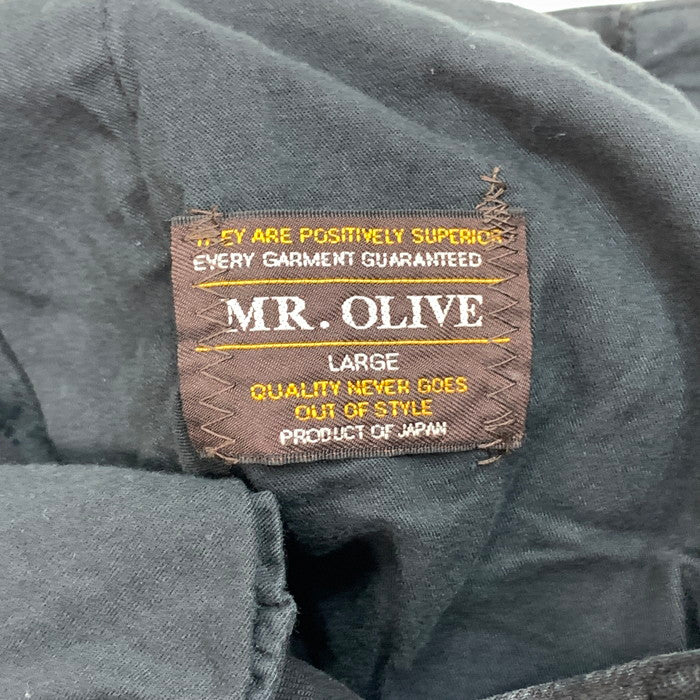 THEY ARE POSITIVELY SUPERIOR
EVERY GARMENT GUARANTEED
MR. OLIVE
LARGE
QUALITY NEVER GOES
OUT OF STYLE
PRODUCT OF JAPAN